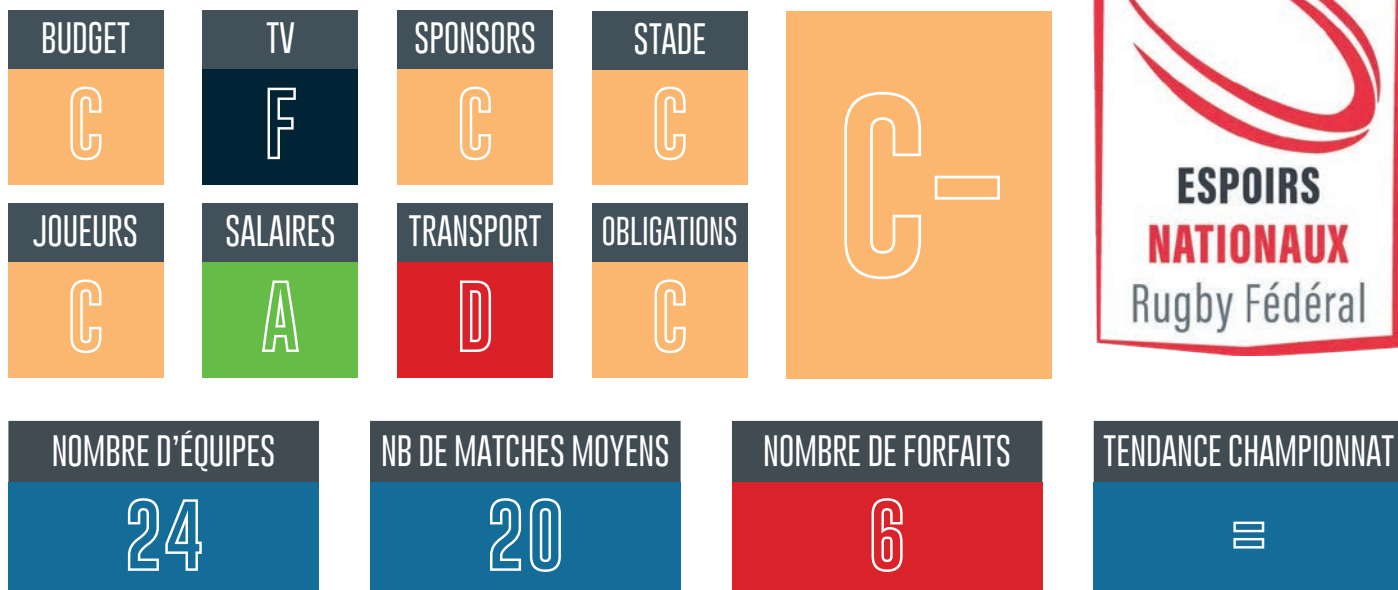 BUDGET TV SPONSORS STADE
C F C C
C-
JOUEURS SALAIRES TRANSPORT OBLIGATIONS
C A D C
ESPOIRS
NATIONAUX
Rugby Fédéral
NOMBRE D'ÉQUIPES NB DE MATCHES MOYENS NOMBRE DE FORFAITS TENDANCE CHAMPIONNAT
24 20 6 =